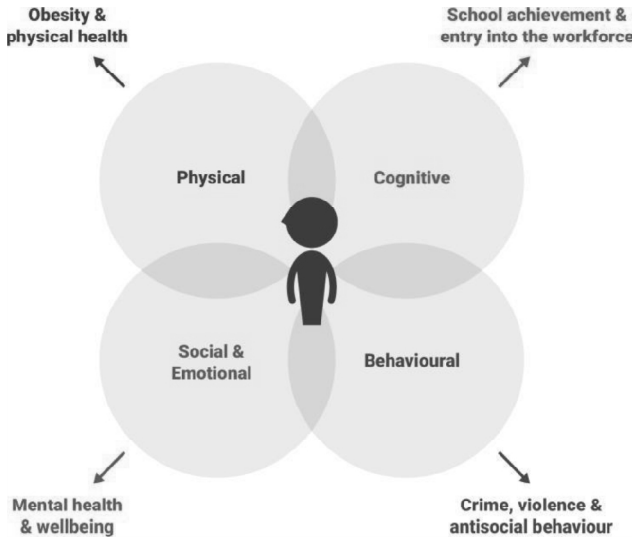 Obesity &
physical health
School achievement &
entry into the workforce
Physical
Cognitive
Social &
Emotional
Behavioural
Mental health
& wellbeing
Crime, violence &
antisocial behaviour